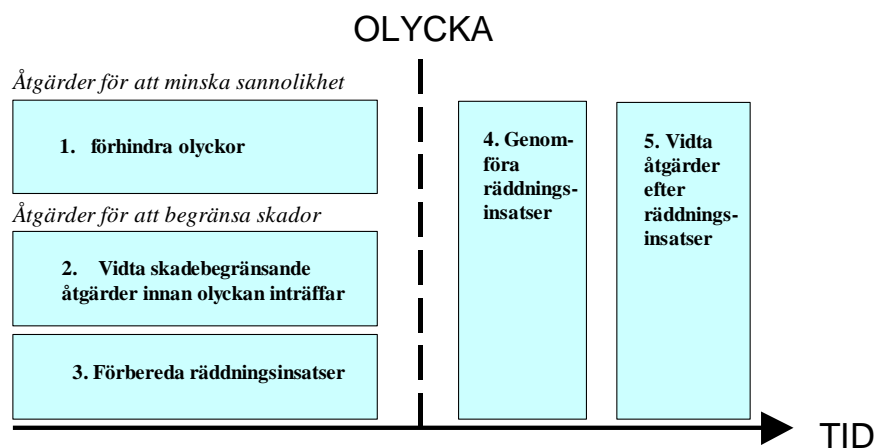 OLYCKA
Åtgärder för att minska sannolikhet
1. förhindra olyckor
Åtgärder för att begränsa skador
2. Vidta skadebegränsande
åtgärder innan olyckan inträffar
3. Förbereda räddningsinsatser
4. Genom-
föra
räddnings-
insatser
5. Vidta
åtgärder
efter
räddnings-
insatser
TID